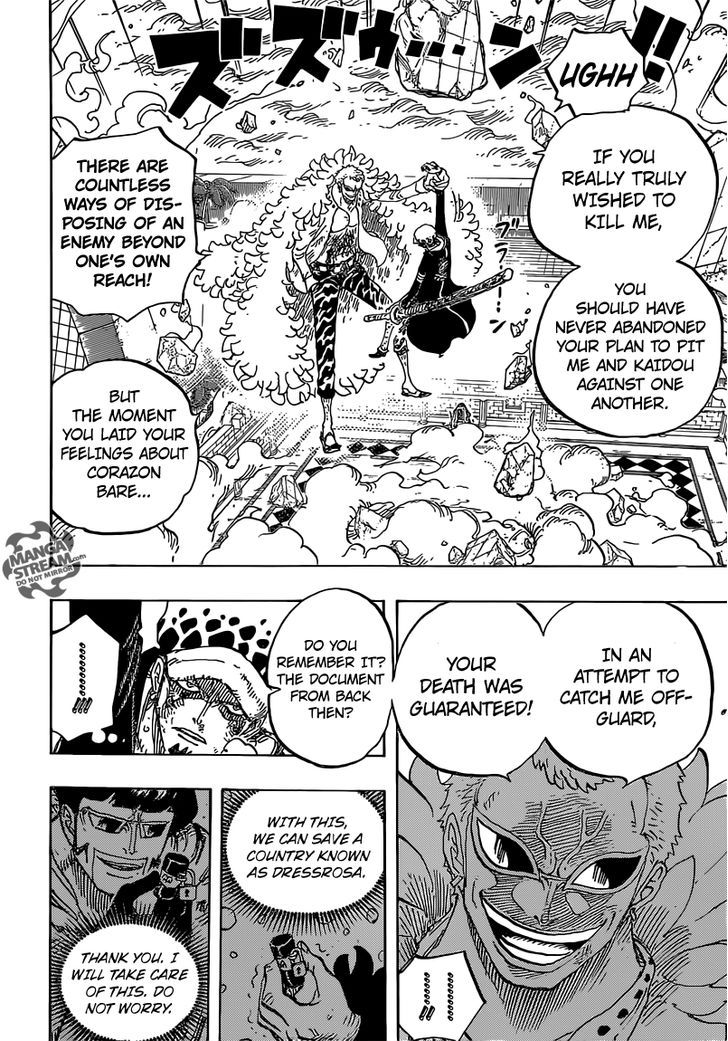 ズズゥ……ン!!
UGHH
IF YOU
REALLY TRULY
WISHED TO
KILL ME,
YOU
SHOULD HAVE
NEVER ABANDONED
YOUR PLAN TO PIT
ME AND KAIDOU
AGAINST ONE
ANOTHER.
ブラーン
THERE ARE
COUNTLESS
WAYS OF DIS-
POSING OF AN
ENEMY BEYOND
ONE'S OWN
REACH!
BUT
THE MOMENT
YOU LAID YOUR
FEELINGS ABOUT
CORAZON
BARE...
MANGA
STREAM.com
DO NOT MIRROR
IN AN
ATTEMPT TO
CATCH ME OFF-
GUARD,
YOUR
DEATH WAS
GUARANTEED!
.........!!!
DO YOU
REMEMBER IT?
THE DOCUMENT
FROM BACK
THEN?
.........!!!
WITH THIS,
WE CAN SAVE A
COUNTRY KNOWN
AS DRESSROSA.
THANK YOU. I
WILL TAKE CARE
OF THIS. DO
NOT WORRY.